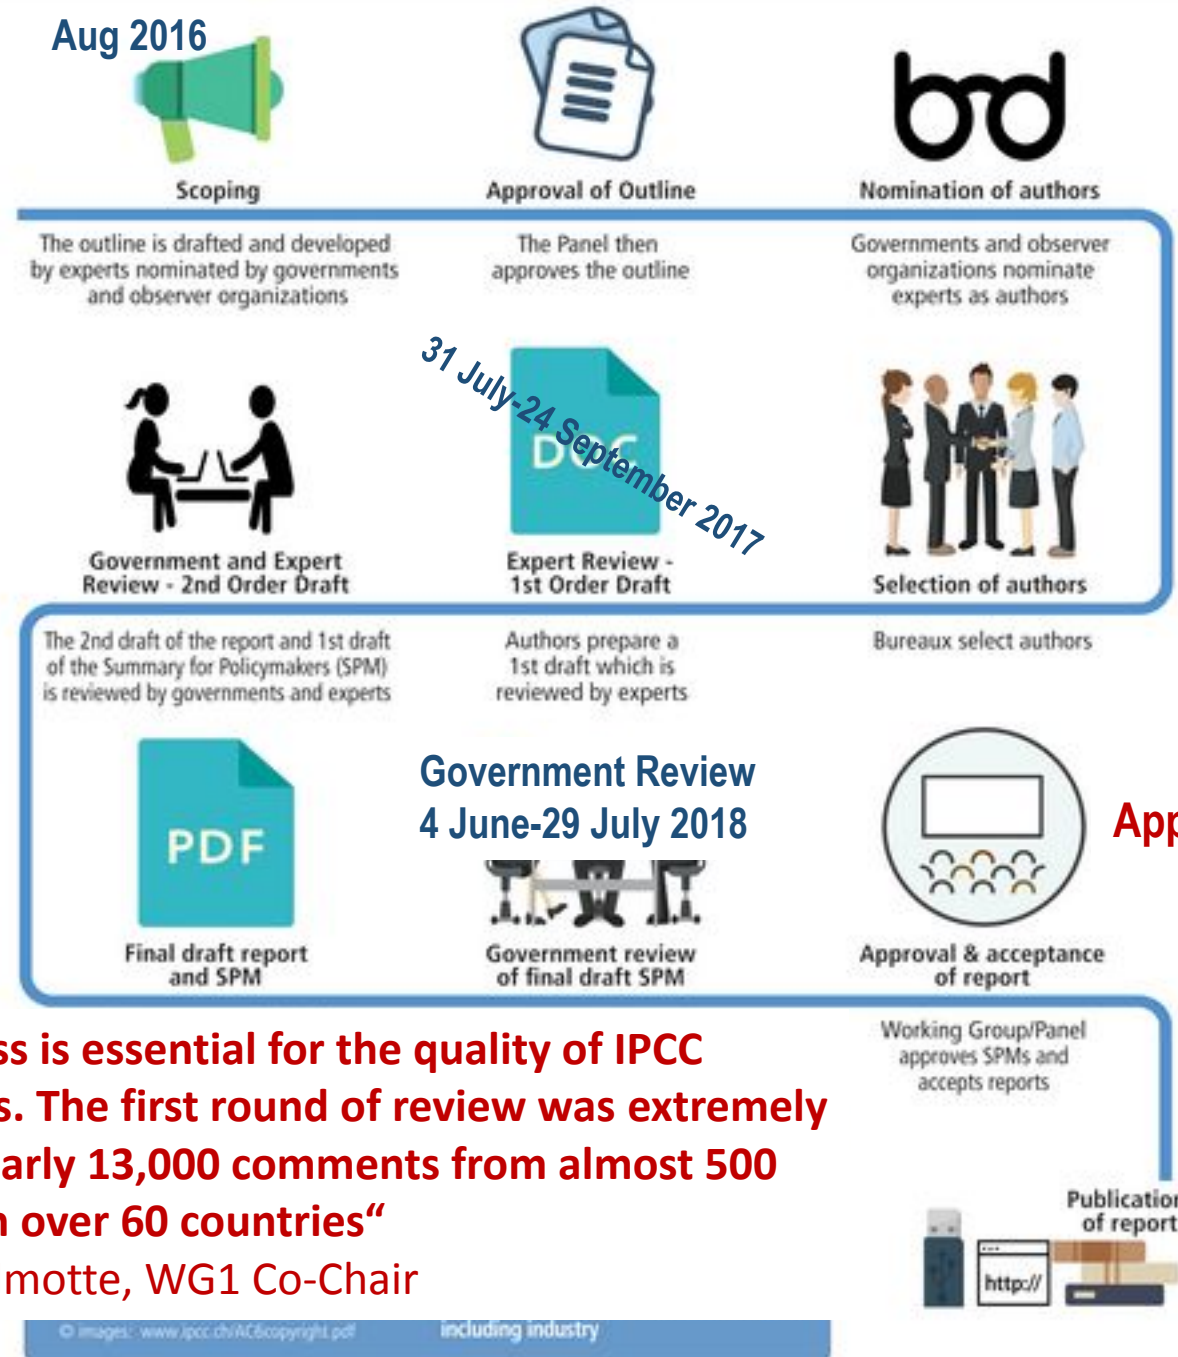 Aug 2016
Scoping
Approval of Outline
Nomination of authors
The outline is drafted and developed
by experts nominated by governments
and observer organizations
The Panel then
approves the outline
Governments and observer
organizations nominate
experts as authors
31 July-24 September 2017
DOC
Government and Expert
Review - 2nd Order Draft
Expert Review -
1st Order Draft
Selection of authors
The 2nd draft of the report and 1st draft
of the Summary for Policymakers (SPM)
is reviewed by governments and experts
Authors prepare a
1st draft which is
reviewed by experts
Bureaux select authors
PDF
Government Review
4 June-29 July 2018
App
Final draft report
and SPM
Government review
of final draft SPM
Approval & acceptance
of report
Working Group/Panel
approves SPMs and
accepts reports
ss is essential for the quality of IPCC
s. The first round of review was extremely
arly 13,000 comments from almost 500
n over 60 countries“
motte, WG1 Co-Chair
Publication
of report
http://
© images: www.ipcc.ch/AC6copyright.pdf
including industry